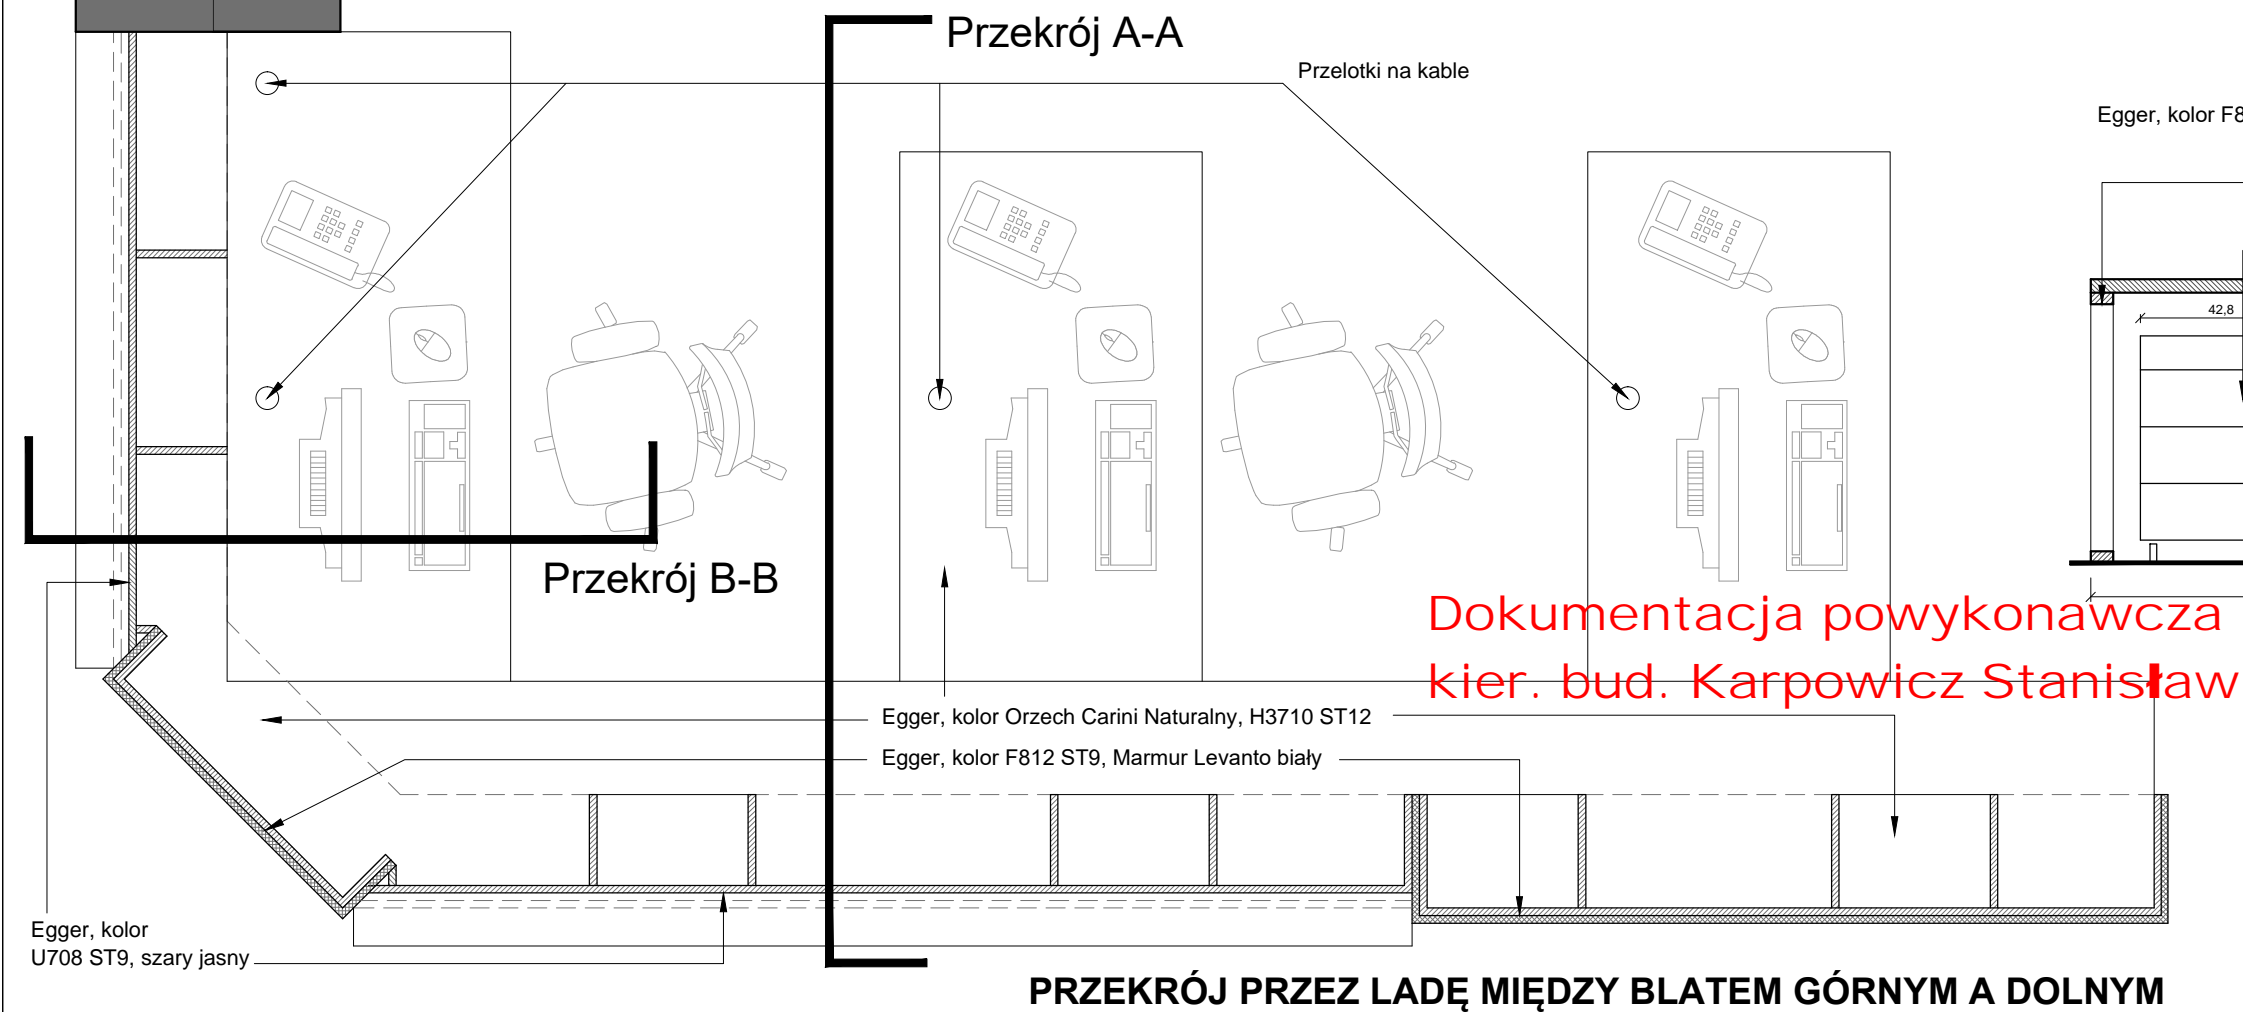 Przekrój A-A
Przelotki na kable
Egger, kolor F8
42,8
Przekrój B-B
Dokumentacja powykonawcza
kier. bud. Karpowicz Stanisław
Egger, kolor Orzech Carini Naturalny, H3710 ST12
Egger, kolor F812 ST9, Marmur Levanto biały
Egger, kolor
U708 ST9, szary jasny
PRZEKRÓJ PRZEZ LADĘ MIĘDZY BLATEM GÓRNYM A DOLNYM